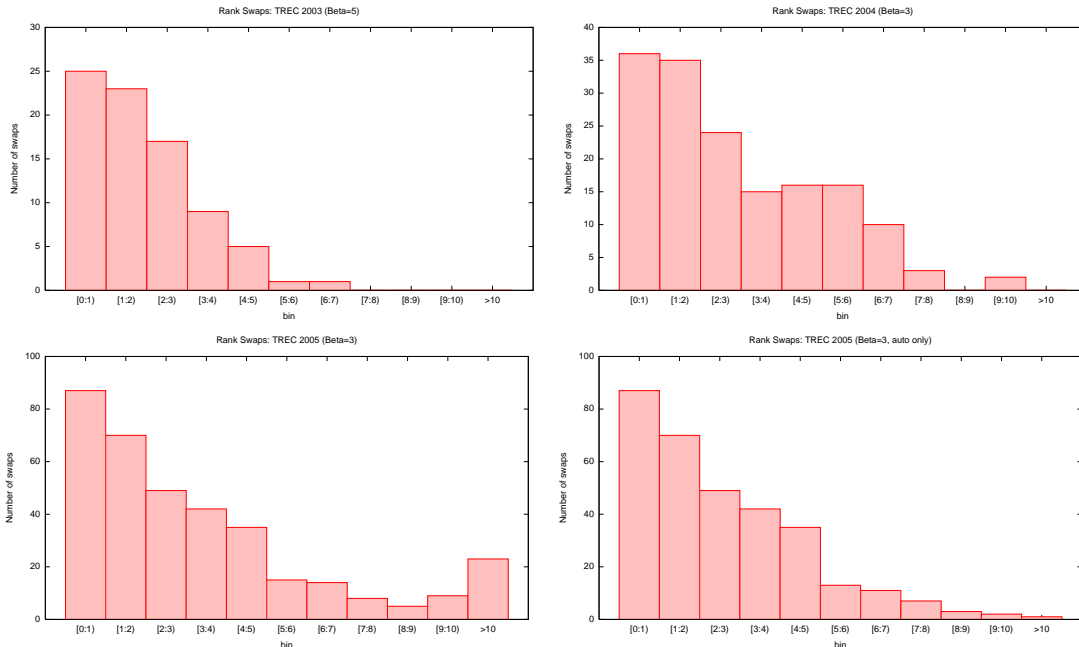 Rank Swaps: TREC 2003 (Beta=5)
30
25
20
15
10
5
0
Number of swaps
[0:1) [1:2) [2:3) [3:4) [4:5) [5:6) [6:7) [7:8) [8:9) [9:10) >10
bin
Rank Swaps: TREC 2004 (Beta=3)
40
35
30
25
20
15
10
5
0
Number of swaps
[0:1) [1:2) [2:3) [3:4) [4:5) [5:6) [6:7) [7:8) [8:9) [9:10) >10
bin
Rank Swaps: TREC 2005 (Beta=3)
100
80
60
40
20
0
Number of swaps
[0:1) [1:2) [2:3) [3:4) [4:5) [5:6) [6:7) [7:8) [8:9) [9:10) >10
bin
Rank Swaps: TREC 2005 (Beta=3, auto only)
100
80
60
40
20
0
Number of swaps
[0:1) [1:2) [2:3) [3:4) [4:5) [5:6) [6:7) [7:8) [8:9) [9:10) >10
bin